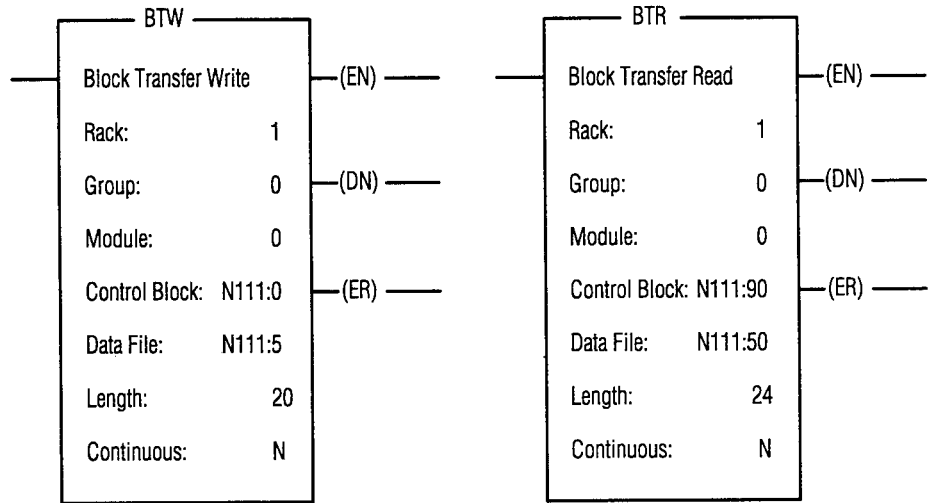 BTW
Block Transfer Write
(EN)
Rack: 1
Group: 0
(DN)
Module: 0
Control Block: N111:0
(ER)
Data File: N111:5
Length: 20
Continuous: N
BTR
Block Transfer Read
(EN)
Rack: 1
Group: 0
(DN)
Module: 0
Control Block: N111:90
(ER)
Data File: N111:50
Length: 24
Continuous: N